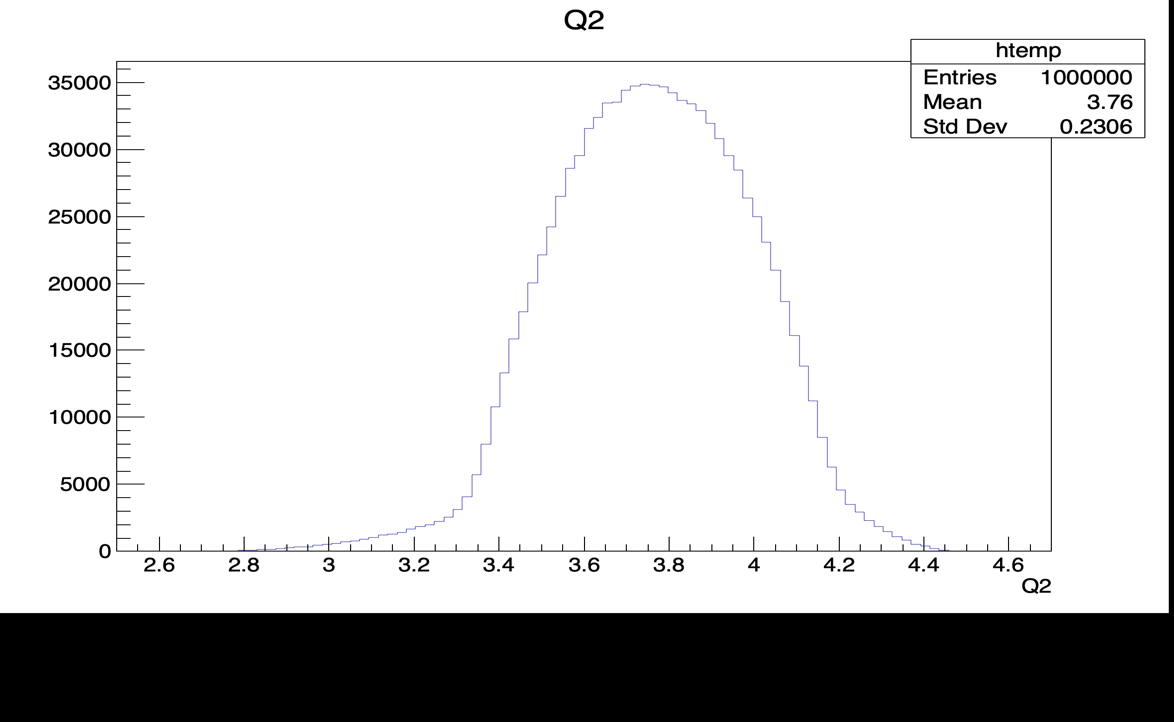 Q2
htemp
Entries 1000000
Mean 3.76
Std Dev 0.2306
35000
30000
25000
20000
15000
10000
5000
0
2.6 2.8 3 3.2 3.4 3.6 3.8 4 4.2 4.4 4.6
Q2